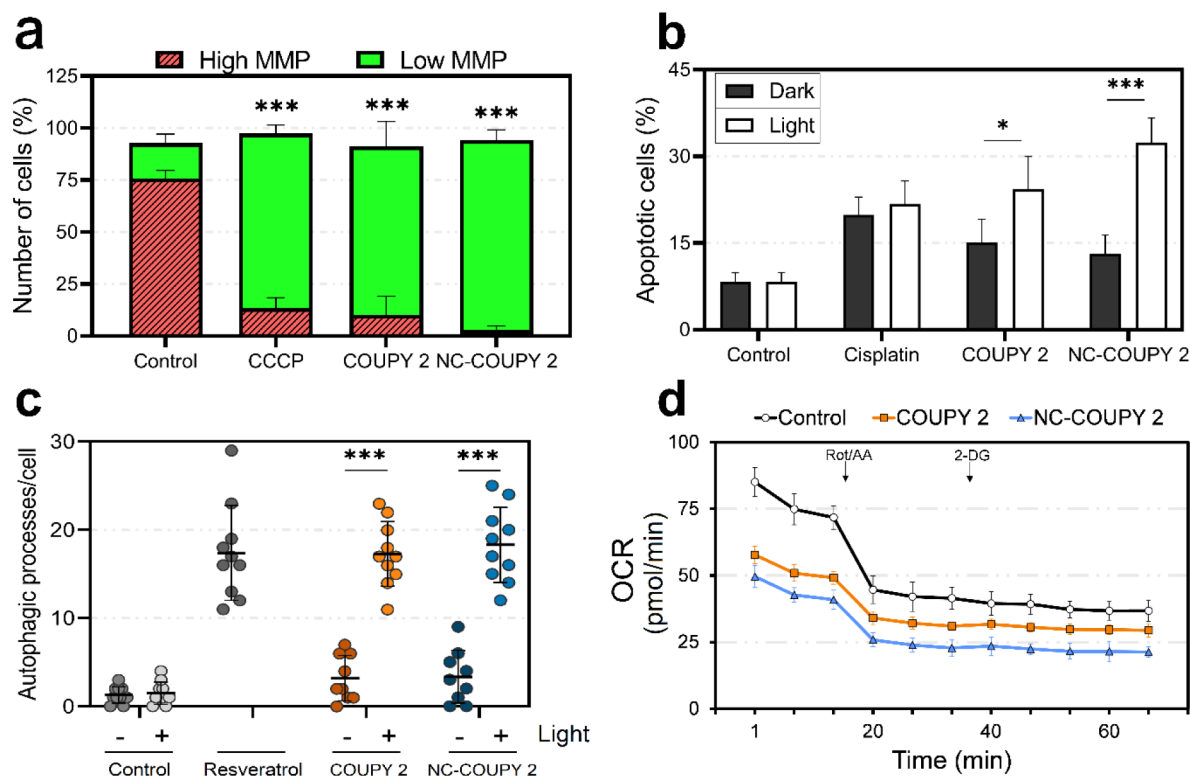 a
High MMP Low MMP
Number of cells (%)
125
100
75
50
25
0
*** *** ***
Control CCCP COUPY 2 NC-COUPY 2
b
Dark
Light
Apoptotic cells (%)
45
30
15
0
* ***
Control Cisplatin COUPY 2 NC-COUPY 2
c
Autophagic processes/cell
30
20
10
0
*** ***
- + - + - + Light
Control Resveratrol COUPY 2 NC-COUPY 2
d
Control COUPY 2 NC-COUPY 2
OCR
(pmol/min)
100
75
50
25
0
Rot/AA 2-DG
1 20 40 60
Time (min)